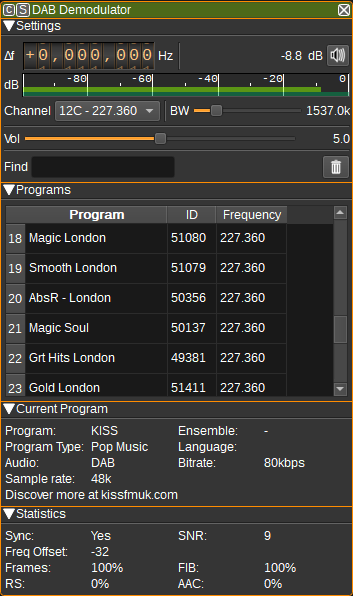 C S DAB Demodulator
Settings
Δf +0,000,000 Hz -8.8 dB
dB -80 -60 -40 -20 0
Channel 12C - 227.360 BW 1537.0k
Vol 5.0
Find
Programs
Program ID Frequency
18 Magic London 51080 227.360
19 Smooth London 51079 227.360
20 AbsR - London 50356 227.360
21 Magic Soul 50137 227.360
22 Grt Hits London 49381 227.360
23 Gold London 51411 227.360
Current Program
Program: KISS Ensemble: -
Program Type: Pop Music Language:
Audio: DAB Bitrate: 80kbps
Sample rate: 48k
Discover more at kissfmuk.com
Statistics
Sync: Yes SNR: 9
Freq Offset: -32
Frames: 100% FIB: 100%
RS: 0% AAC: 0%